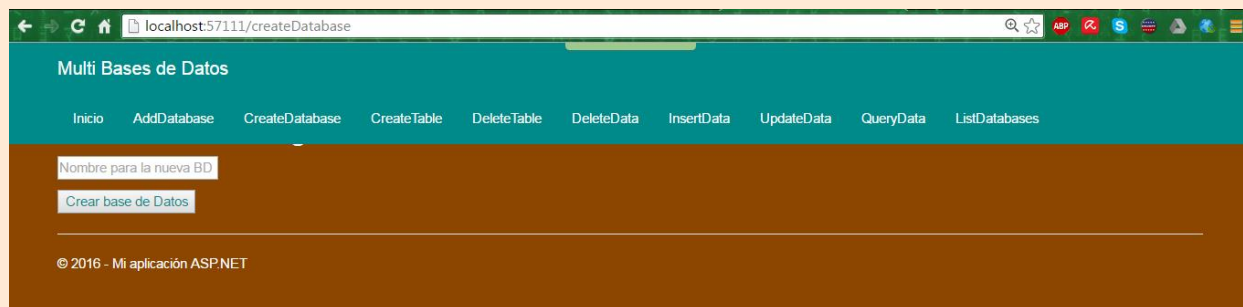 localhost:57111/createDatabase
ABP S
Multi Bases de Datos
Inicio AddDatabase CreateDatabase CreateTable DeleteTable DeleteData InsertData UpdateData QueryData ListDatabases
Nombre para la nueva BD
Crear base de Datos
© 2016 - Mi aplicación ASP.NET